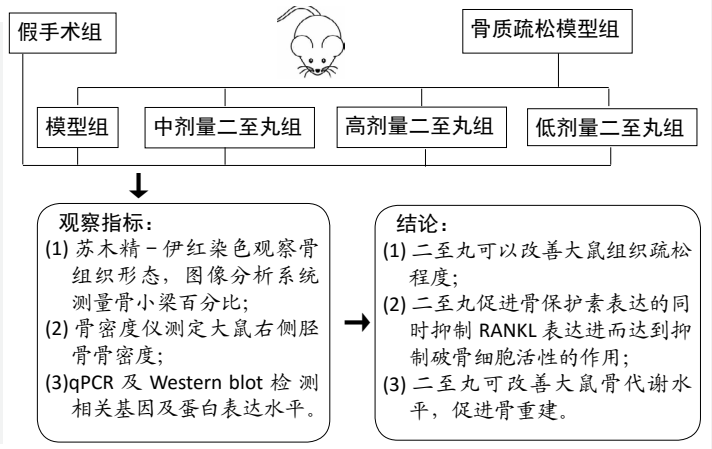 假手术组
骨质疏松模型组
模型组
中剂量二至丸组
高剂量二至丸组
低剂量二至丸组
观察指标：
(1) 苏木精－伊红染色观察骨
组织形态，图像分析系统
测量骨小梁百分比；
(2) 骨密度仪测定大鼠右侧胫
骨骨密度；
(3)qPCR 及 Western blot 检 测
相关基因及蛋白表达水平。
结论：
(1) 二至丸可以改善大鼠组织疏松
程度；
(2) 二至丸促进骨保护素表达的同
时抑制 RANKL 表达进而达到抑
制破骨细胞活性的作用；
(3) 二至丸可改善大鼠骨代谢水
平，促进骨重建。